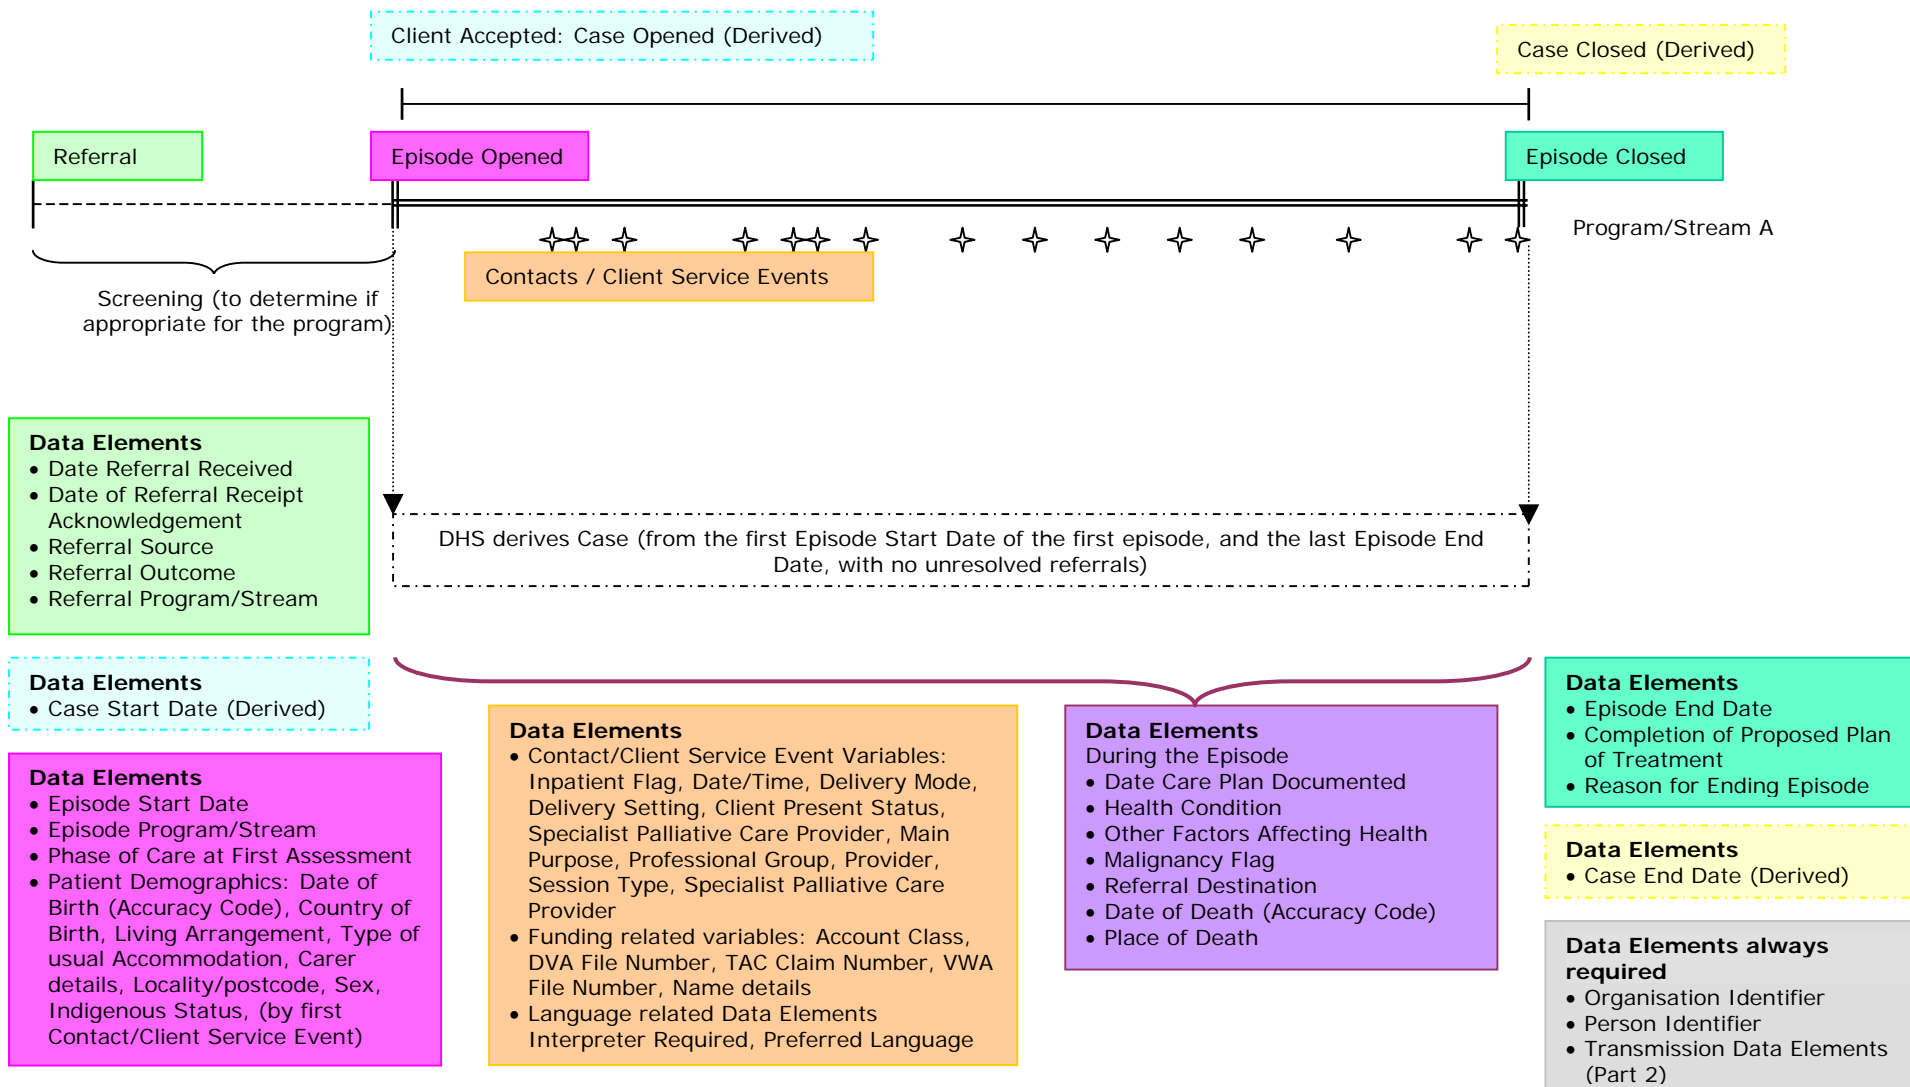 Client Accepted: Case Opened (Derived)
Case Closed (Derived)
Referral
Episode Opened
Episode Closed
Program/Stream A
Contacts / Client Service Events
Screening (to determine if
appropriate for the program)
Data Elements
• Date Referral Received
• Date of Referral Receipt
Acknowledgement
• Referral Source
• Referral Outcome
• Referral Program/Stream
DHS derives Case (from the first Episode Start Date of the first episode, and the last Episode End
Date, with no unresolved referrals)
Data Elements
• Case Start Date (Derived)
Data Elements
• Episode Start Date
• Episode Program/Stream
• Phase of Care at First Assessment
• Patient Demographics: Date of
Birth (Accuracy Code), Country of
Birth, Living Arrangement, Type of
usual Accommodation, Carer
details, Locality/postcode, Sex,
Indigenous Status, (by first
Contact/Client Service Event)
Data Elements
• Contact/Client Service Event Variables:
Inpatient Flag, Date/Time, Delivery Mode,
Delivery Setting, Client Present Status,
Specialist Palliative Care Provider, Main
Purpose, Professional Group, Provider,
Session Type, Specialist Palliative Care
Provider
• Funding related variables: Account Class,
DVA File Number, TAC Claim Number, VWA
File Number, Name details
• Language related Data Elements
Interpreter Required, Preferred Language
Data Elements
During the Episode
• Date Care Plan Documented
• Health Condition
• Other Factors Affecting Health
• Malignancy Flag
• Referral Destination
• Date of Death (Accuracy Code)
• Place of Death
Data Elements
• Episode End Date
• Completion of Proposed Plan
of Treatment
• Reason for Ending Episode
Data Elements
• Case End Date (Derived)
Data Elements always
required
• Organisation Identifier
• Person Identifier
• Transmission Data Elements
(Part 2)